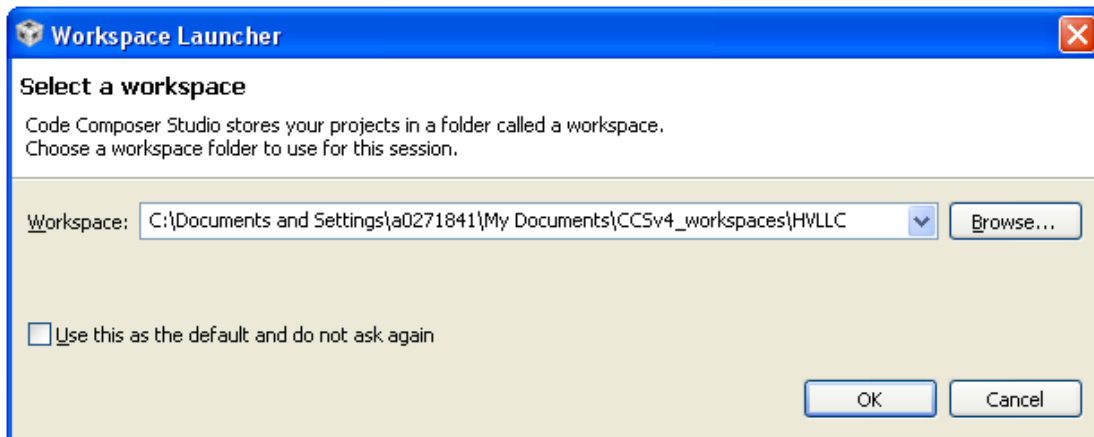 Workspace Launcher
Select a workspace
Code Composer Studio stores your projects in a folder called a workspace.
Choose a workspace folder to use for this session.
Workspace: C:\Documents and Settings\a0271841\My Documents\CCSv4_workspaces\HVLLC Browse...
Use this as the default and do not ask again
OK Cancel